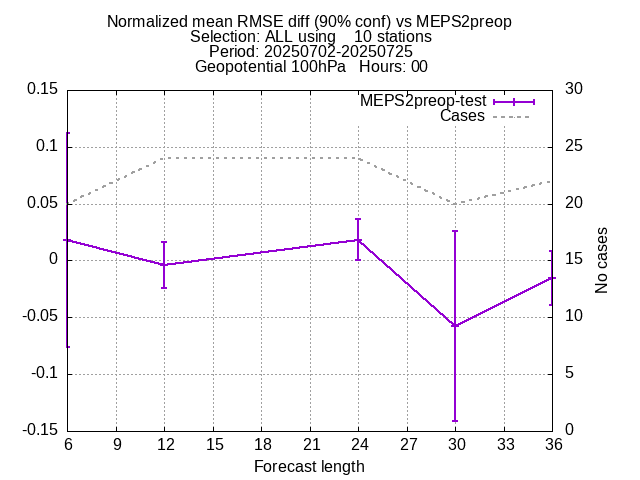 Normalized mean RMSE diff (90% conf) vs MEPS2preop
Selection: ALL using    10 stations
Period: 20250702-20250725
Geopotential 100hPa   Hours: 00
MEPS2preop-test
Cases
0.15
0.1
0.05
0
-0.05
-0.1
-0.15
30
25
20
15
10
5
0
No cases
6 9 12 15 18 21 24 27 30 33 36
Forecast length